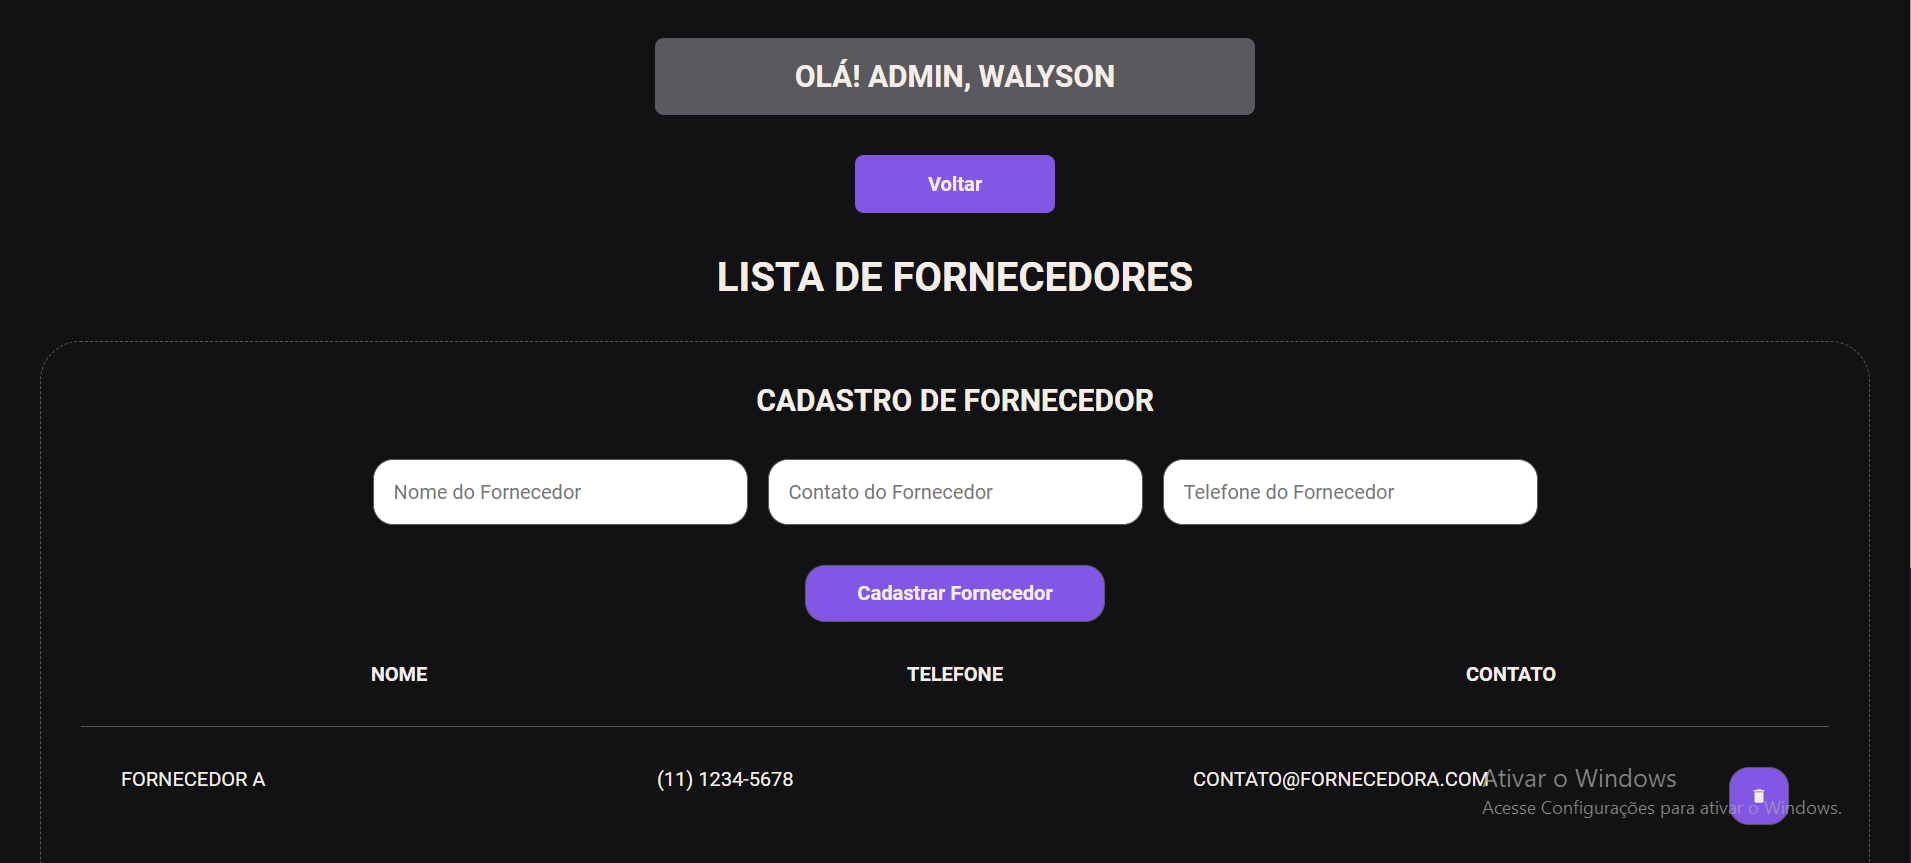 OLÁ! ADMIN, WALYSON
Voltar
LISTA DE FORNECEDORES
CADASTRO DE FORNECEDOR
Nome do Fornecedor Contato do Fornecedor Telefone do Fornecedor
Cadastrar Fornecedor
NOME TELEFONE CONTATO
FORNECEDOR A (11) 1234-5678 CONTATO@FORNECEDORA.COM
Ativar o Windows
Acesse Configurações para ativar o Windows.